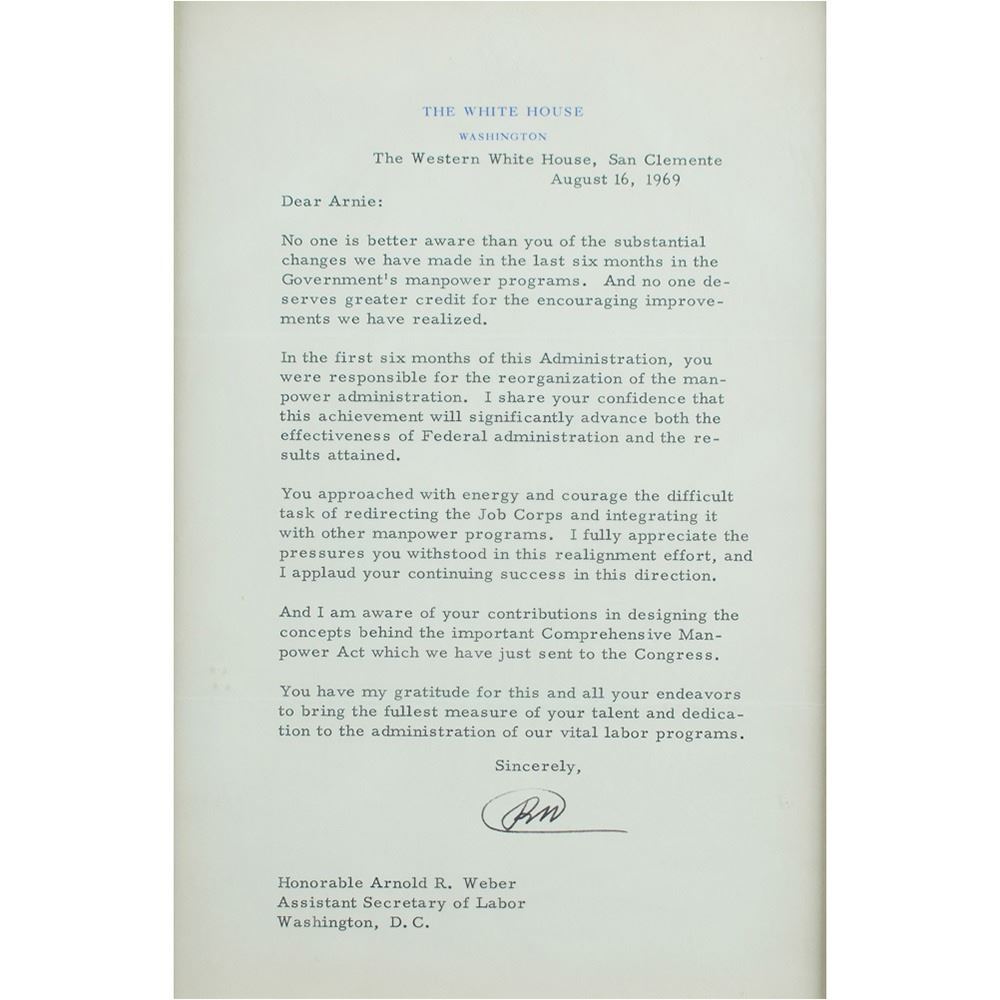 THE WHITE HOUSE
WASHINGTON
The Western White House, San Clemente
August 16, 1969
Dear Arnie:
No one is better aware than you of the substantial
changes we have made in the last six months in the
Government's manpower programs. And no one de-
serves greater credit for the encouraging improve-
ments we have realized.
In the first six months of this Administration, you
were responsible for the reorganization of the man-
power administration. I share your confidence that
this achievement will significantly advance both the
effectiveness of Federal administration and the re-
sults attained.
You approached with energy and courage the difficult
task of redirecting the Job Corps and integrating it
with other manpower programs. I fully appreciate the
pressures you withstood in this realignment effort, and
I applaud your continuing success in this direction.
And I am aware of your contributions in designing the
concepts behind the important Comprehensive Man-
power Act which we have just sent to the Congress.
You have my gratitude for this and all your endeavors
to bring the fullest measure of your talent and dedica-
tion to the administration of our vital labor programs.
Sincerely,
RN
Honorable Arnold R. Weber
Assistant Secretary of Labor
Washington, D. C.